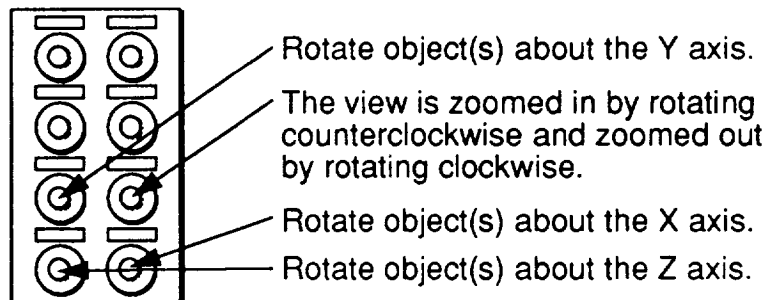 Rotate object(s) about the Y axis.
The view is zoomed in by rotating
counterclockwise and zoomed out
by rotating clockwise.
Rotate object(s) about the X axis.
Rotate object(s) about the Z axis.